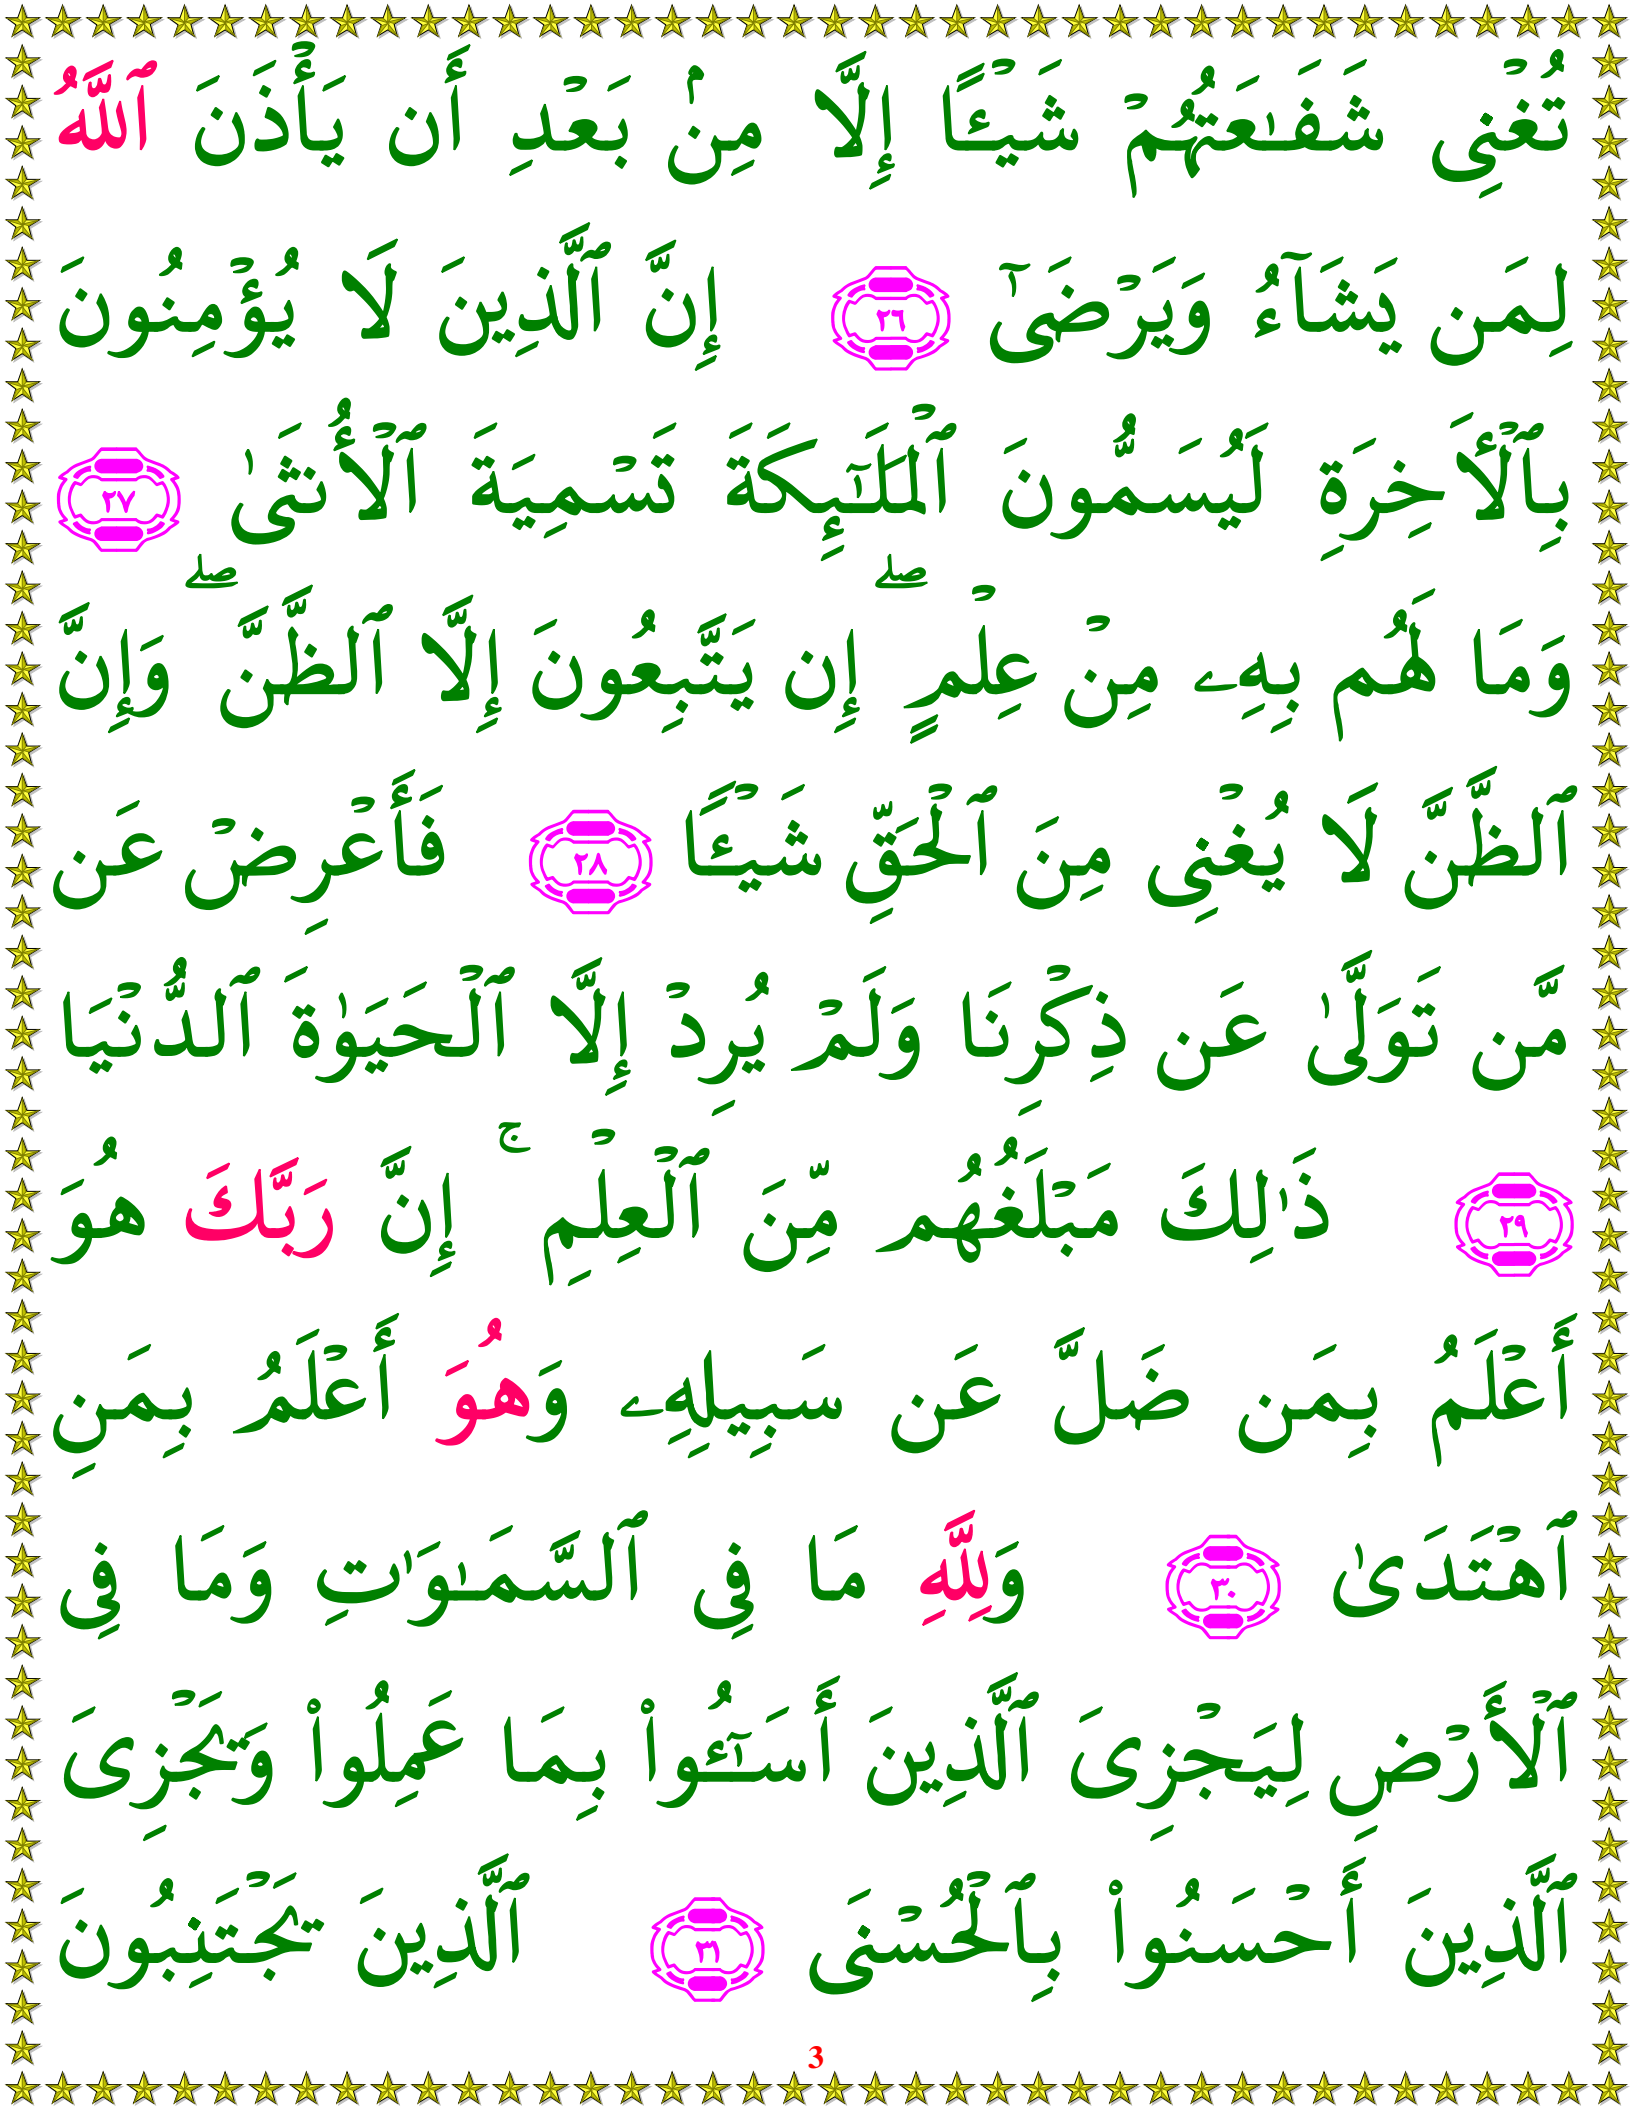 تُغْنِى شَفَـٰعَتُهُمْ شَيْـًٔا إِلَّا مِنۢ بَعْدِ أَن يَأْذَنَ ٱللَّهُ
لِمَن يَشَآءُ وَيَرْضَىٰٓ ٢٦ إِنَّ ٱلَّذِينَ لَا يُؤْمِنُونَ
بِٱلْـَٔاخِرَةِ لَيُسَمُّونَ ٱلْمَلَـٰٓئِكَةَ تَسْمِيَةَ ٱلْأُنثَىٰ ٢٧
وَمَا لَهُم بِهِۦ مِنْ عِلْمٍ ۖ إِن يَتَّبِعُونَ إِلَّا ٱلظَّنَّ ۖ وَإِنَّ
ٱلظَّنَّ لَا يُغْنِى مِنَ ٱلْحَقِّ شَيْـًٔا ٢٨ فَأَعْرِضْ عَن
مَّن تَوَلَّىٰ عَن ذِكْرِنَا وَلَمْ يُرِدْ إِلَّا ٱلْحَيَوٰةَ ٱلدُّنْيَا
٢٩ ذَٰلِكَ مَبْلَغُهُم مِّنَ ٱلْعِلْمِ ۚ إِنَّ رَبَّكَ هُوَ
أَعْلَمُ بِمَن ضَلَّ عَن سَبِيلِهِۦ وَهُوَ أَعْلَمُ بِمَنِ
ٱهْتَدَىٰ ٣٠ وَلِلَّهِ مَا فِى ٱلسَّمَـٰوَٰتِ وَمَا فِى
ٱلْأَرْضِ لِيَجْزِىَ ٱلَّذِينَ أَسَـٰٓـُٔوا۟ بِمَا عَمِلُوا۟ وَيَجْزِىَ
ٱلَّذِينَ أَحْسَنُوا۟ بِٱلْحُسْنَى ٣١ ٱلَّذِينَ يَجْتَنِبُونَ
3